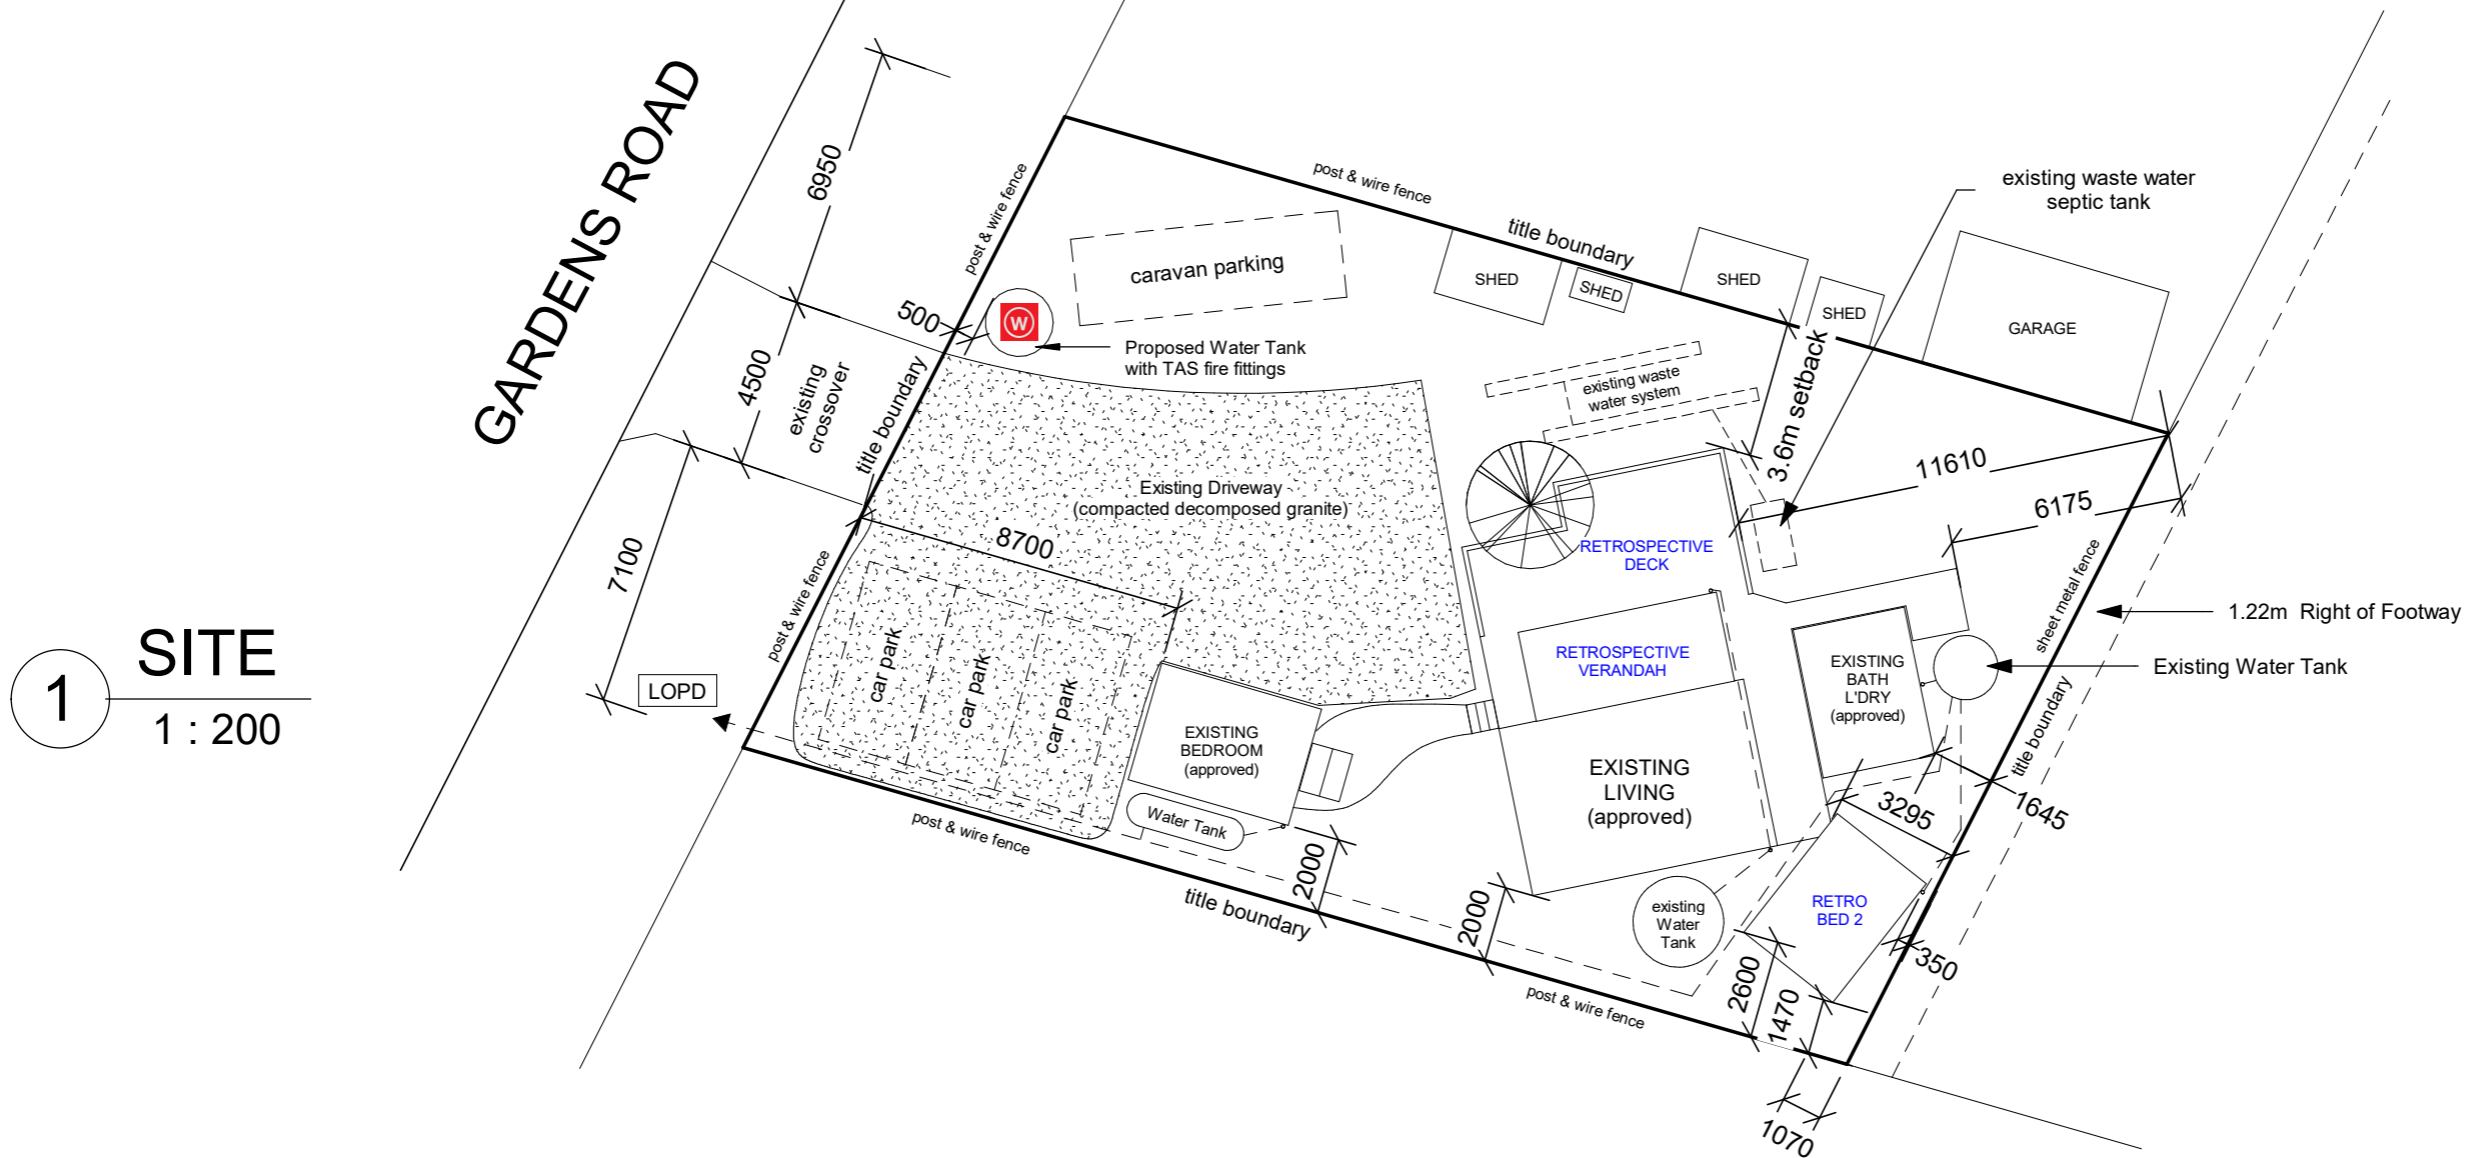 GARDENS ROAD
6950
4500
7100
existing
crossover
500
title boundary
post & wire fence
post & wire fence
W
Proposed Water Tank
with TAS fire fittings
caravan parking
post & wire fence
title boundary
SHED
SHED
SHED
SHED
GARAGE
existing waste water
septic tank
existing waste
water system
3.6m setback
11610
6175
Existing Driveway
(compacted decomposed granite)
8700
RETROSPECTIVE
DECK
RETROSPECTIVE
VERANDAH
sheet metal fence
1.22m Right of Footway
Existing Water Tank
EXISTING
BATH
L'DRY
(approved)
title boundary
1
SITE
1 : 200
LOPD
car park
car park
car park
EXISTING
BEDROOM
(approved)
Water Tank
EXISTING
LIVING
(approved)
3295
1645
post & wire fence
title boundary
2000
2000
existing
Water
Tank
RETRO
BED 2
350
2600
1470
post & wire fence
1070